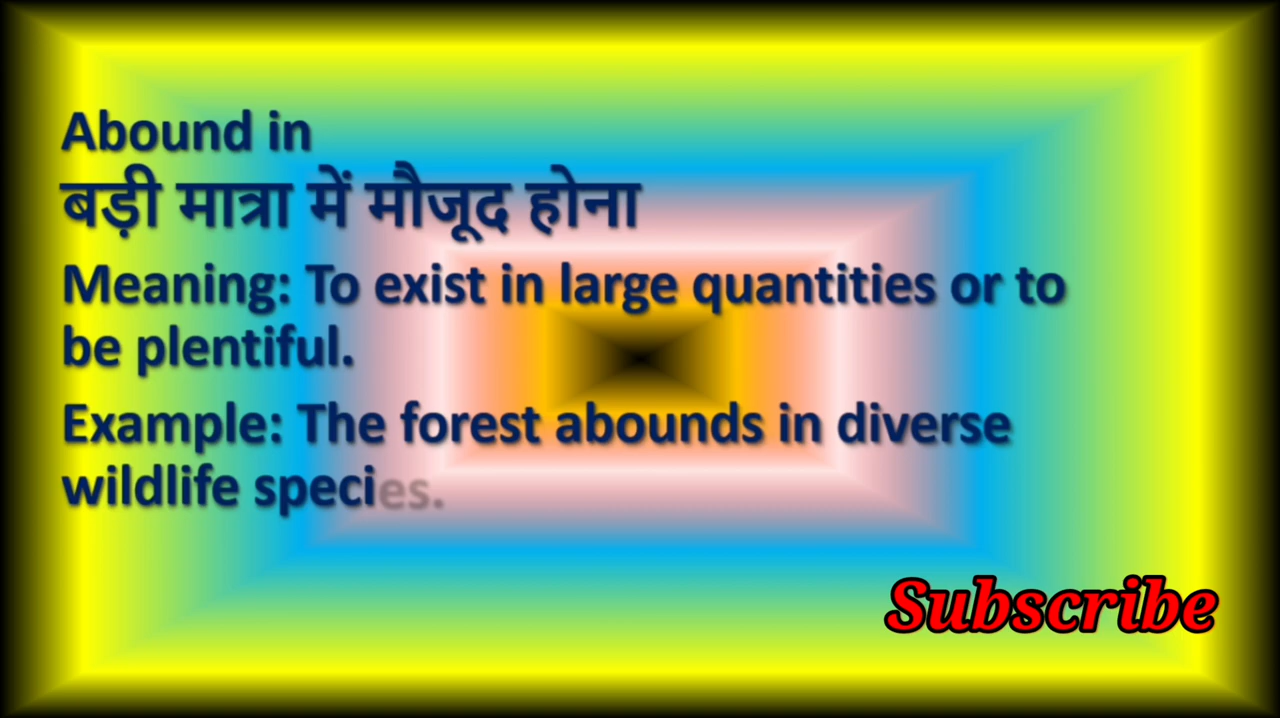 Abound in
बड़ी मात्रा में मौजूद होना
Meaning: To exist in large quantities or to
be plentiful.
Example: The forest abounds in diverse
wildlife species.
Subscribe